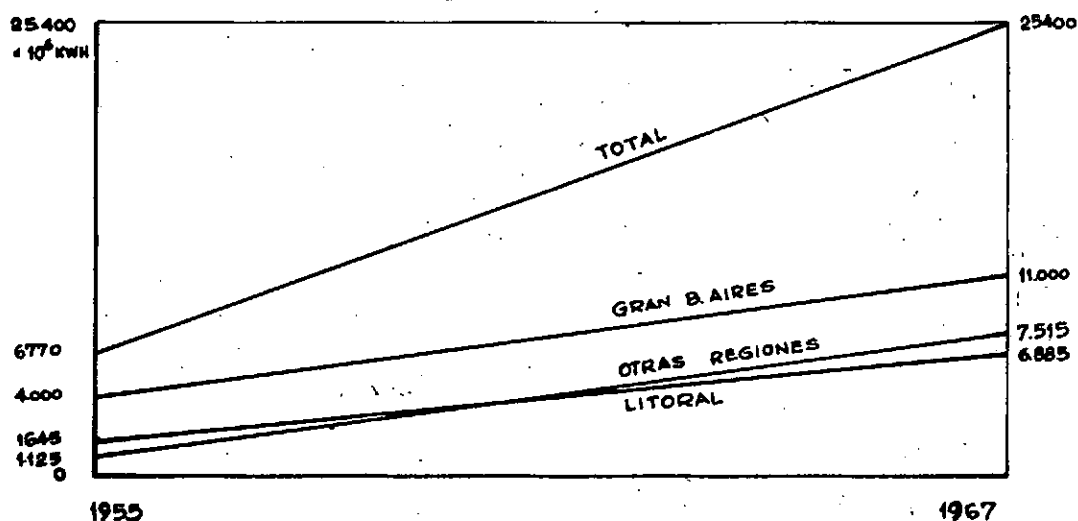 25.400
x 10⁶ KWH
25400
TOTAL
11.000
GRAN B. AIRES
7.515
6770
OTRAS REGIONES
6.885
4.000
LITORAL
1645
1.125
0
1955
1967